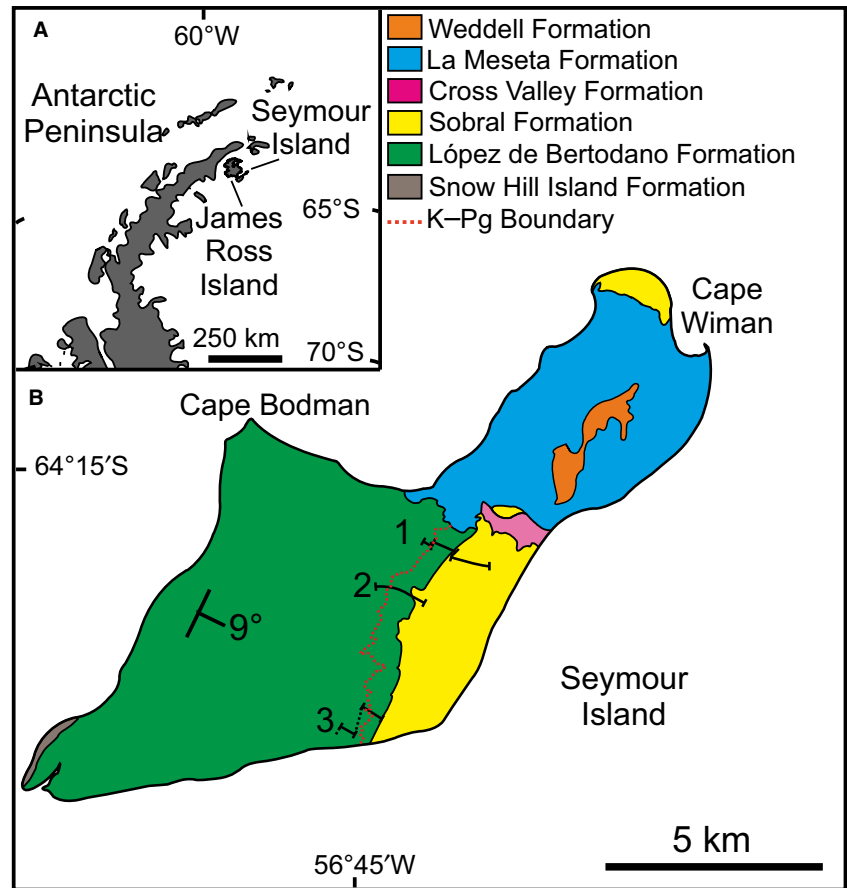 A
60°W
Antarctic
Peninsula
Seymour
Island
James
Ross
Island
65°S
250 km
70°S
Weddell Formation
La Meseta Formation
Cross Valley Formation
Sobral Formation
López de Bertodano Formation
Snow Hill Island Formation
K–Pg Boundary
B
Cape Bodman
Cape
Wiman
64°15′S
1
2
9°
3
Seymour
Island
5 km
56°45′W